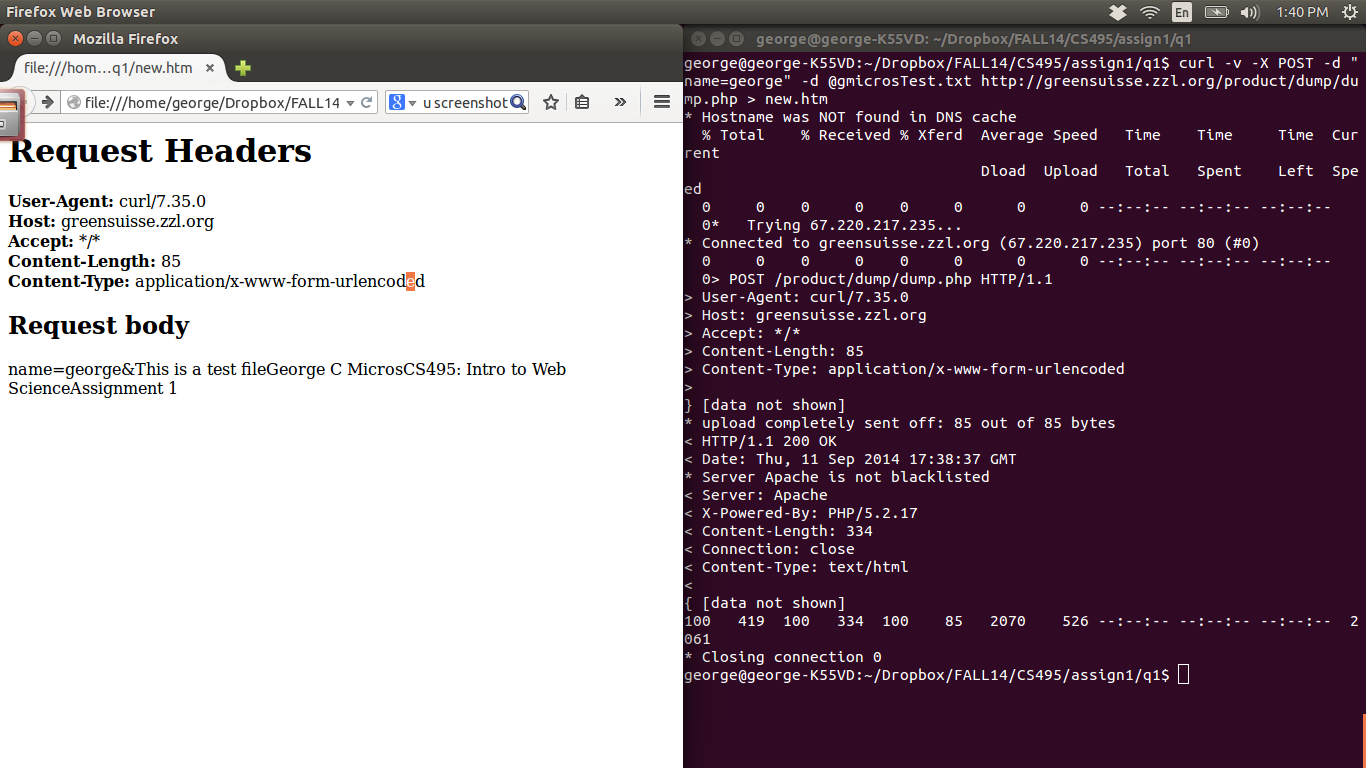 Firefox Web Browser
En
1:40 PM
Mozilla Firefox
file:///hom...q1/new.htm
file:///home/george/Dropbox/FALL14
8
u screenshot
»
Request Headers
User-Agent: curl/7.35.0
Host: greensuisse.zzl.org
Accept: */*
Content-Length: 85
Content-Type: application/x-www-form-urlencoded
Request body
name=george&This is a test fileGeorge C MicrosCS495: Intro to Web
ScienceAssignment 1
george@george-K55VD: ~/Dropbox/FALL14/CS495/assign1/q1
george@george-K55VD:~/Dropbox/FALL14/CS495/assign1/q1$ curl -v -X POST -d "
name=george" -d @gmicrosTest.txt http://greensuisse.zzl.org/product/dump/du
mp.php > new.htm
* Hostname was NOT found in DNS cache
  % Total    % Received % Xferd  Average Speed   Time    Time     Time  Cur
rent
                                 Dload  Upload   Total   Spent    Left  Spe
ed
  0     0    0     0    0     0      0      0 --:--:-- --:--:-- --:--:--
  0*   Trying 67.220.217.235...
* Connected to greensuisse.zzl.org (67.220.217.235) port 80 (#0)
  0     0    0     0    0     0      0      0 --:--:-- --:--:-- --:--:--
  0> POST /product/dump/dump.php HTTP/1.1
> User-Agent: curl/7.35.0
> Host: greensuisse.zzl.org
> Accept: */*
> Content-Length: 85
> Content-Type: application/x-www-form-urlencoded
>
} [data not shown]
* upload completely sent off: 85 out of 85 bytes
< HTTP/1.1 200 OK
< Date: Thu, 11 Sep 2014 17:38:37 GMT
* Server Apache is not blacklisted
< Server: Apache
< X-Powered-By: PHP/5.2.17
< Content-Length: 334
< Connection: close
< Content-Type: text/html
<
{ [data not shown]
100   419  100   334  100    85   2070    526 --:--:-- --:--:-- --:--:--  2
061
* Closing connection 0
george@george-K55VD:~/Dropbox/FALL14/CS495/assign1/q1$